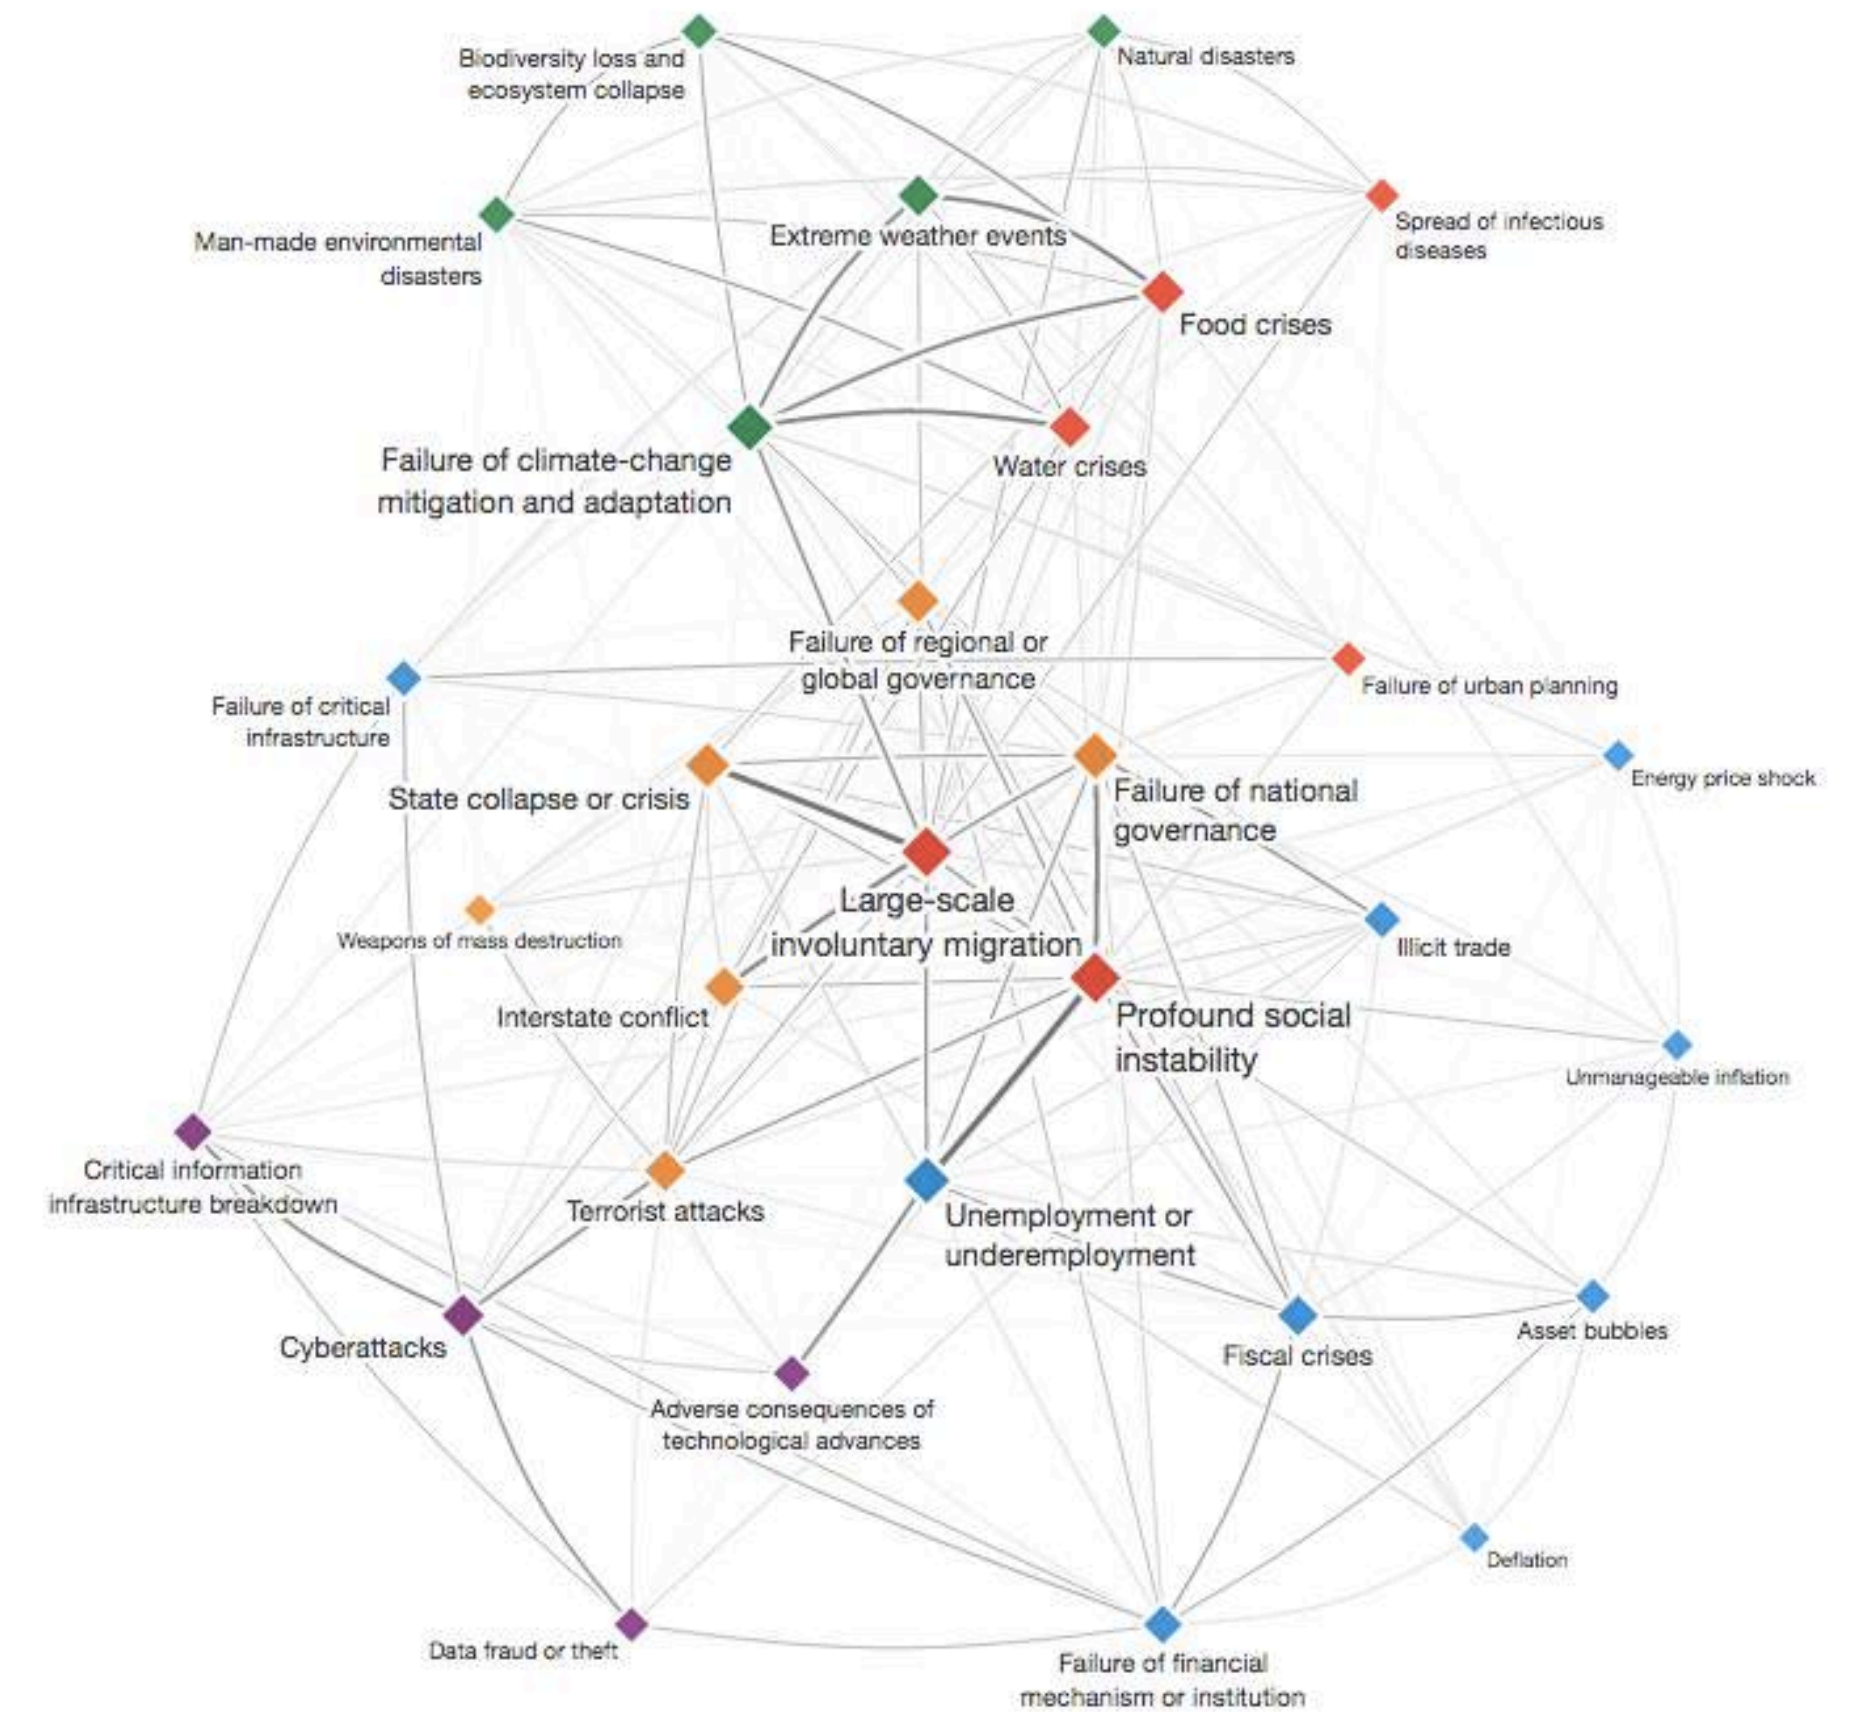 Biodiversity loss and
ecosystem collapse
Natural disasters
Man-made environmental
disasters
Extreme weather events
Spread of infectious
diseases
Food crises
Failure of climate-change
mitigation and adaptation
Water crises
Failure of regional or
global governance
Failure of critical
infrastructure
Failure of urban planning
State collapse or crisis
Failure of national
governance
Energy price shock
Large-scale
involuntary migration
Weapons of mass destruction
Illicit trade
Interstate conflict
Profound social
instability
Unmanageable inflation
Critical information
infrastructure breakdown
Terrorist attacks
Unemployment or
underemployment
Cyberattacks
Fiscal crises
Asset bubbles
Adverse consequences of
technological advances
Deflation
Data fraud or theft
Failure of financial
mechanism or institution